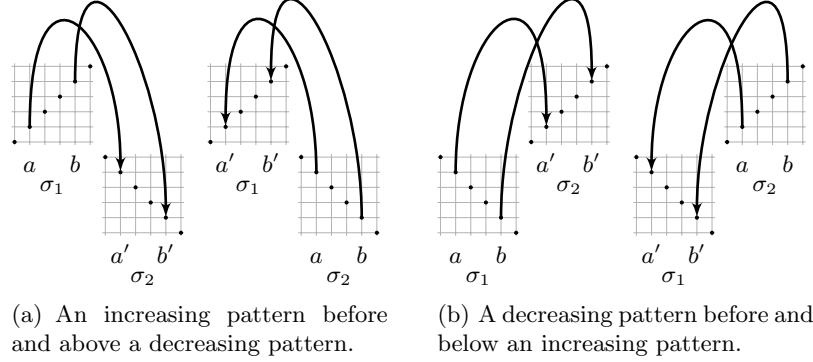 a b a′ b′
σ1 σ1
a′ b′ a b
σ2 σ2
a′ b′ a b
σ2 σ2
a b a′ b′
σ1 σ1
(a) An increasing pattern before
and above a decreasing pattern.
(b) A decreasing pattern before and
below an increasing pattern.